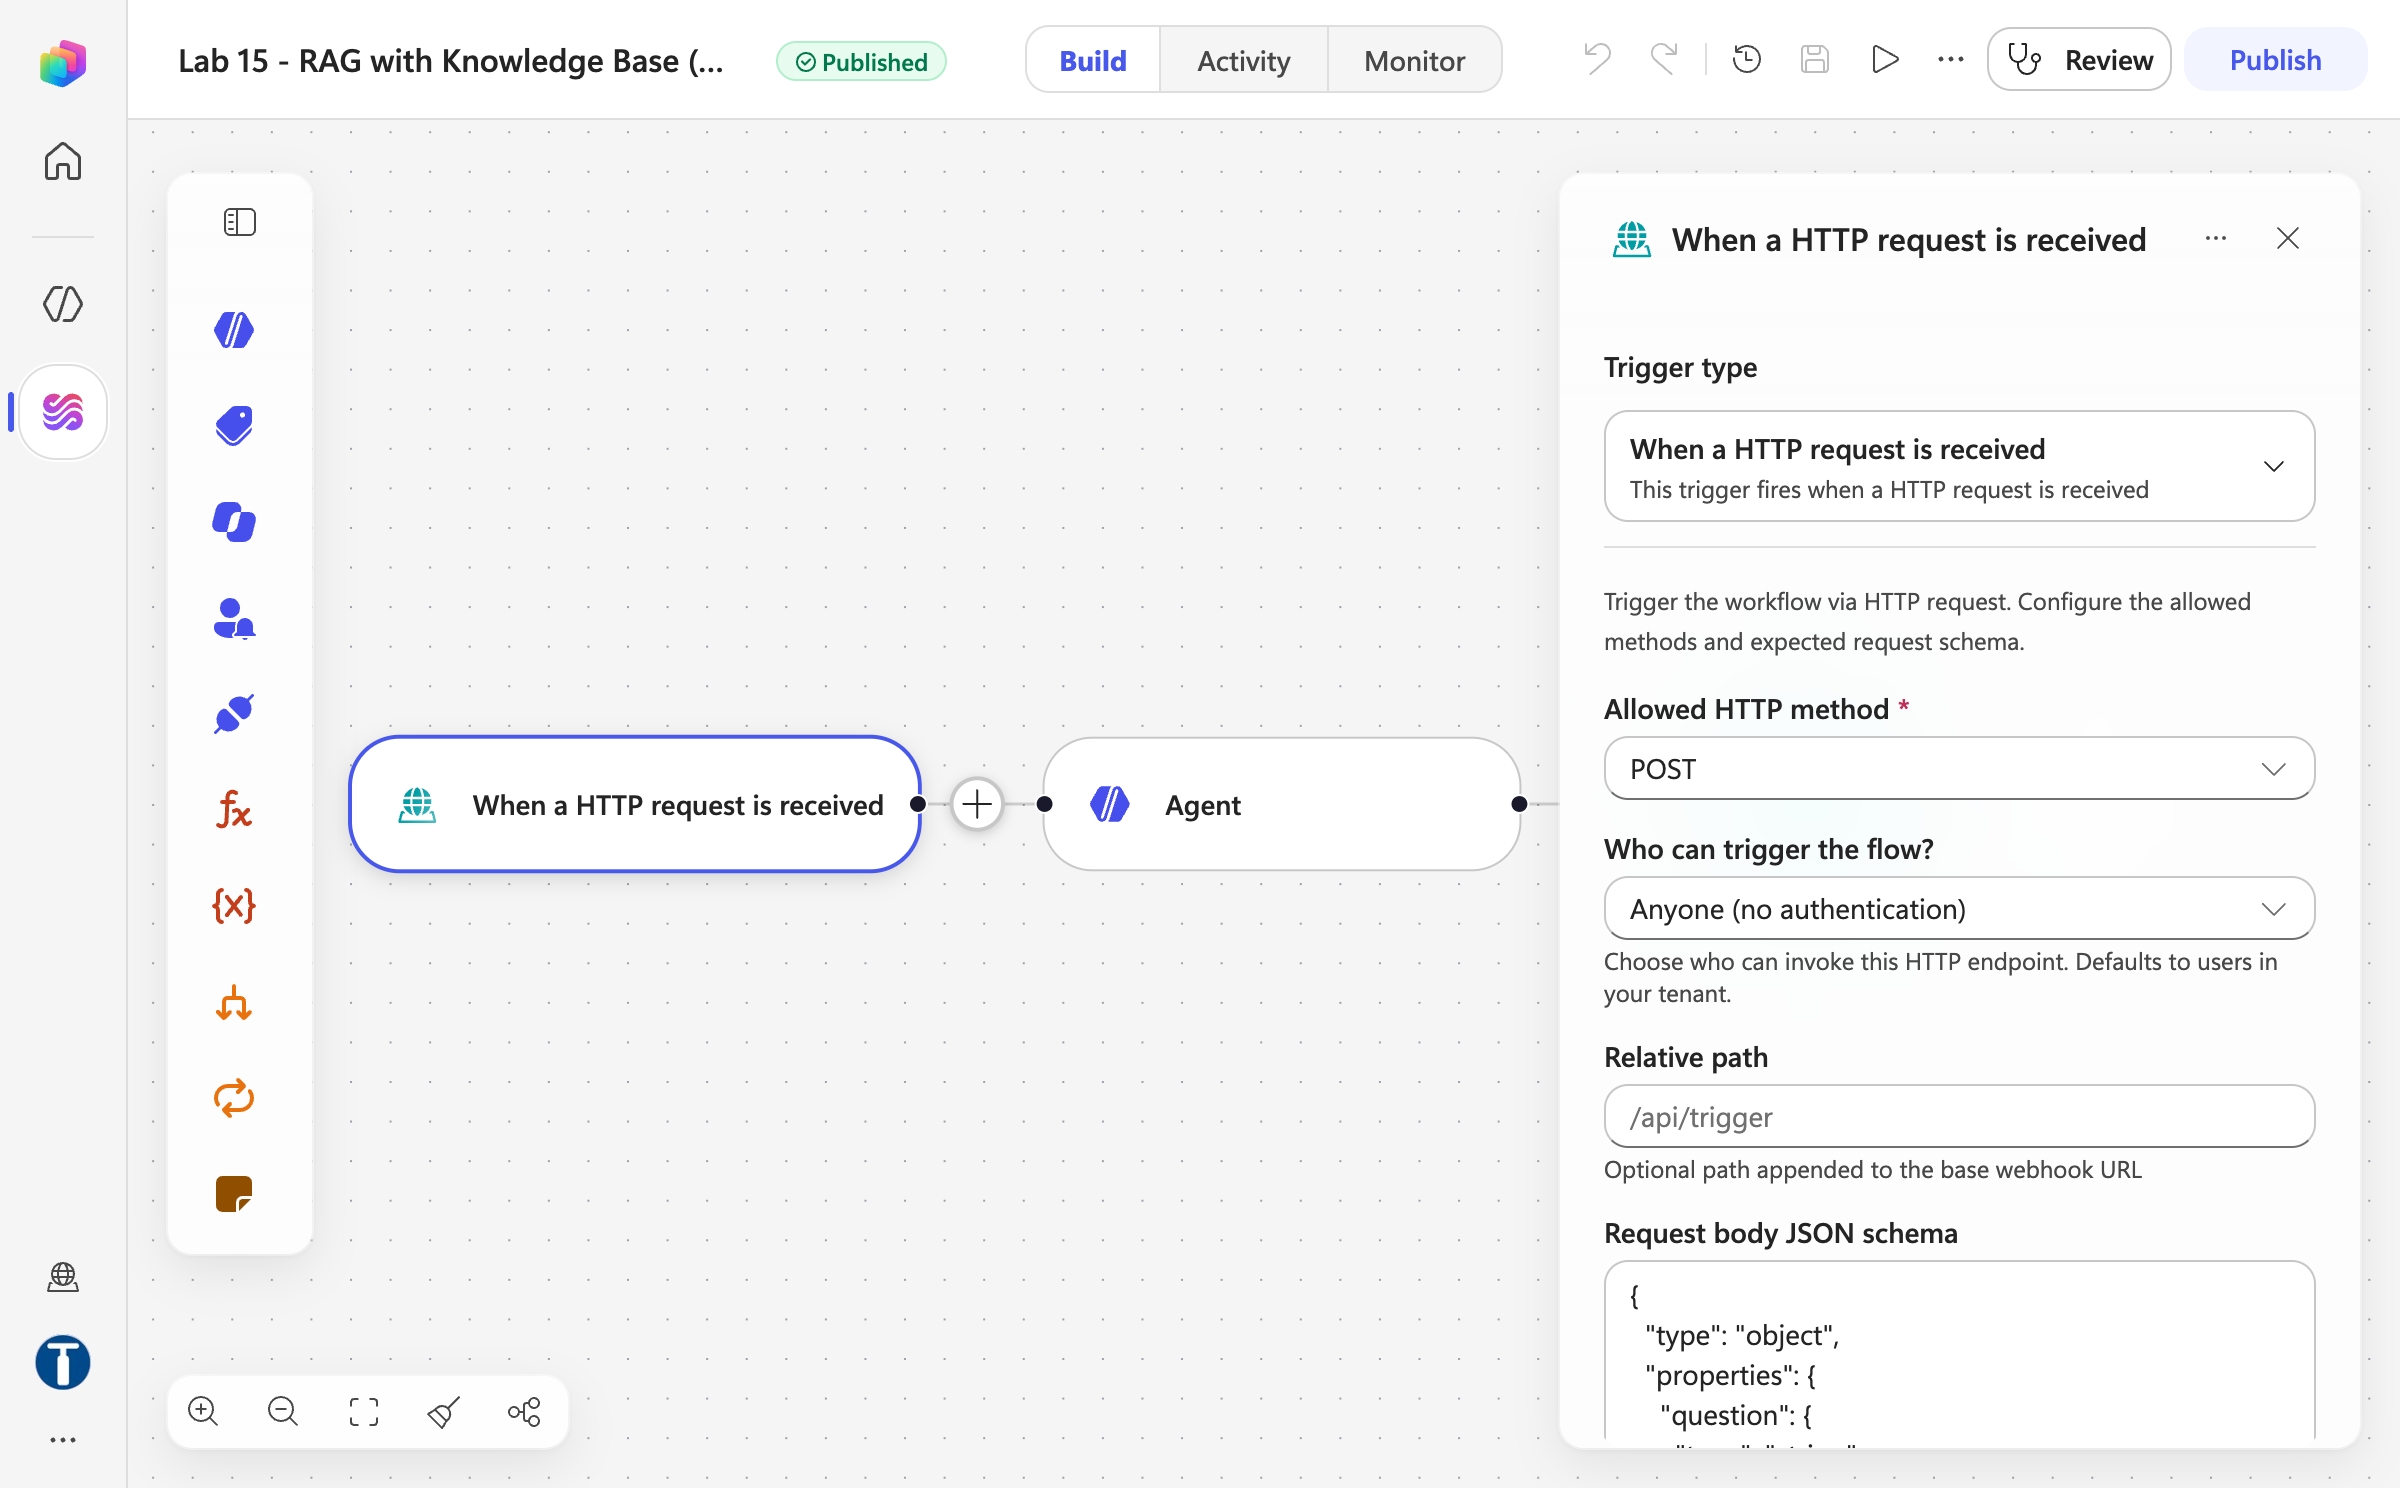 Lab 15 - RAG with Knowledge Base (...
Published
Build
Activity
Monitor
Review
Publish
When a HTTP request is received
Trigger type
When a HTTP request is received
This trigger fires when a HTTP request is received
Trigger the workflow via HTTP request. Configure the allowed
methods and expected request schema.
Allowed HTTP method *
POST
Who can trigger the flow?
Anyone (no authentication)
Choose who can invoke this HTTP endpoint. Defaults to users in
your tenant.
Relative path
/api/trigger
Optional path appended to the base webhook URL
Request body JSON schema
{
"type": "object",
"properties": {
"question": {
When a HTTP request is received
Agent